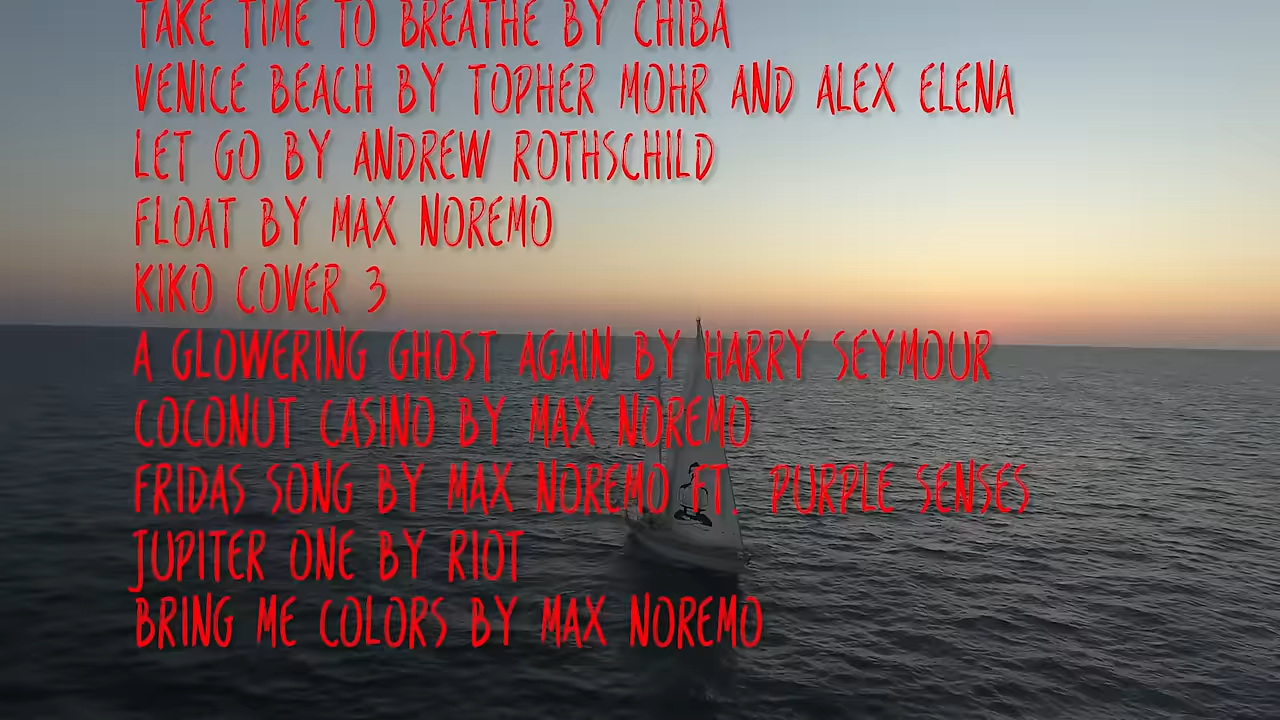 TAKE TIME TO BREATHE BY CHIBA
VENICE BEACH BY TOPHER MOHR AND ALEX ELENA
LET GO BY ANDREW ROTHSCHILD
FLOAT BY MAX NOREMO
KIKO COVER 3
A GLOWERING GHOST AGAIN BY HARRY SEYMOUR
COCONUT CASINO BY MAX NOREMO
FRIDAS SONG BY MAX NOREMO FT. PURPLE SENSES
JUPITER ONE BY RIOT
BRING ME COLORS BY MAX NOREMO